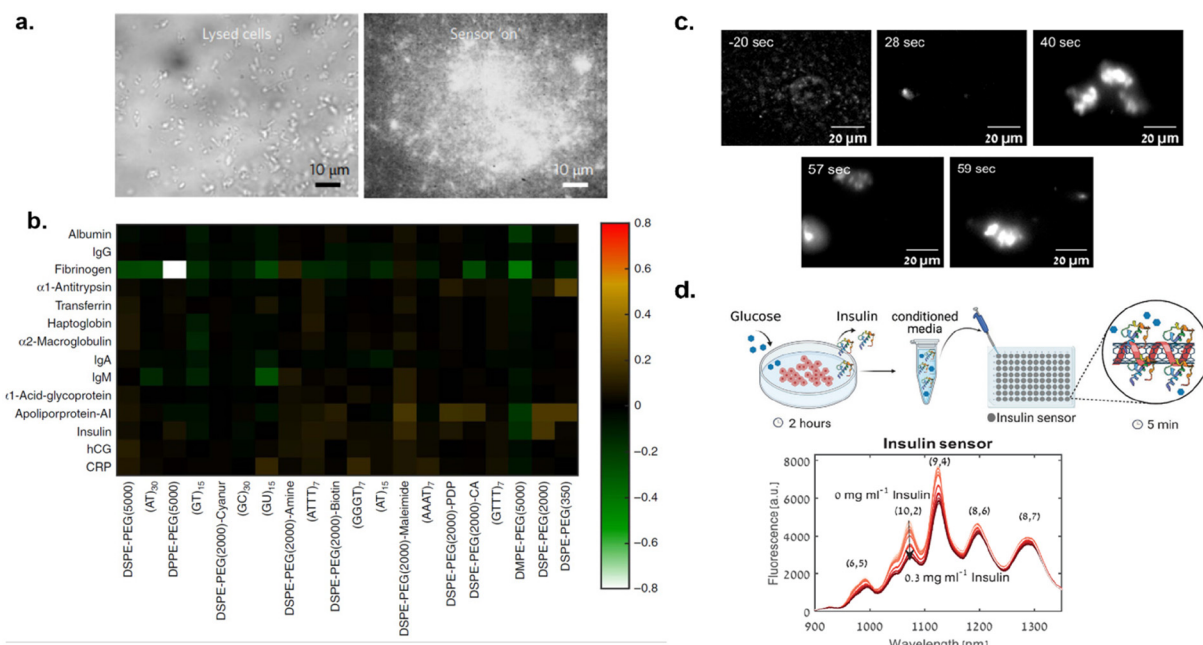 a.
Lysed cells
10 µm
Sensor 'on'
10 µm
b.
Albumin
IgG
Fibrinogen
α1-Antitrypsin
Transferrin
Haptoglobin
α2-Macroglobulin
IgA
IgM
α1-Acid-glycoprotein
Apoliporprotein-AI
Insulin
hCG
CRP
DSPE-PEG(5000)
(AT)30
DPPE-PEG(5000)
(GT)15
DSPE-PEG(2000)-Cyanur
(GC)30
(GU)15
DSPE-PEG(2000)-Amine
(ATTT)7
DSPE-PEG(2000)-Biotin
(GGGT)7
(AT)15
DSPE-PEG(2000)-Maleimide
(AAAT)7
DSPE-PEG(2000)-PDP
DSPE-PEG(2000)-CA
(GTTT)7
DMPE-PEG(5000)
DSPE-PEG(2000)
DSPE-PEG(350)
0.8
0.6
0.4
0.2
0
−0.2
−0.4
−0.6
−0.8
c.
-20 sec
20 µm
28 sec
20 µm
40 sec
20 µm
57 sec
20 µm
59 sec
20 µm
d.
Glucose
Insulin
conditioned
media
2 hours
Insulin sensor
5 min
Insulin sensor
Fluorescence [a.u.]
8000
6000
4000
2000
0
0 mg ml⁻¹ Insulin
0.3 mg ml⁻¹ Insulin
(6,5)
(10,2)
(9,4)
(8,6)
(8,7)
900
1000
1100
1200
1300
Wavelength [nm]